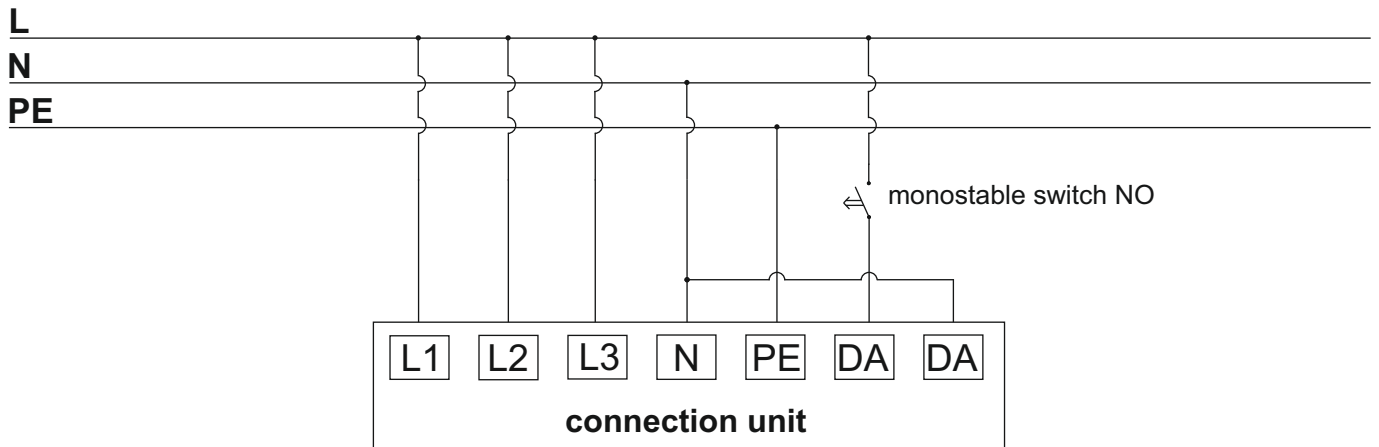 L
N
PE
monostable switch NO
L1 L2 L3 N PE DA DA
connection unit